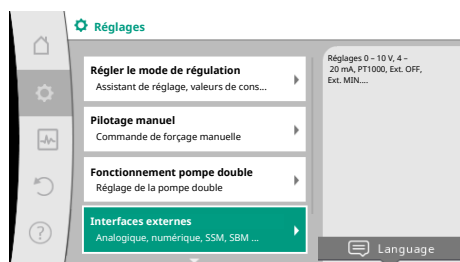 Réglages
Régler le mode de régulation
Assistant de réglage, valeurs de cons...
Pilotage manuel
Commande de forçage manuelle
Fonctionnement pompe double
Réglage de la pompe double
Interfaces externes
Analogique, numérique, SSM, SBM ...
Réglages 0 – 10 V, 4 –
20 mA, PT1000, Ext. OFF,
Ext. MIN....
Language